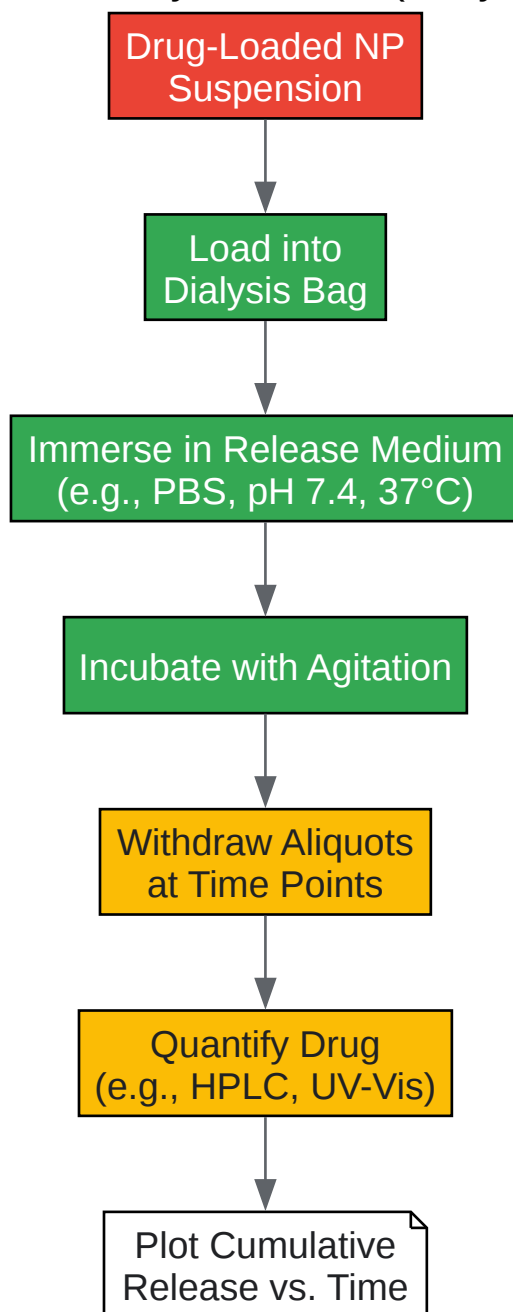 Drug-Loaded NP
Suspension
Load into
Dialysis Bag
Immerse in Release Medium
(e.g., PBS, pH 7.4, 37°C)
Incubate with Agitation
Withdraw Aliquots
at Time Points
Quantify Drug
(e.g., HPLC, UV-Vis)
Plot Cumulative
Release vs. Time